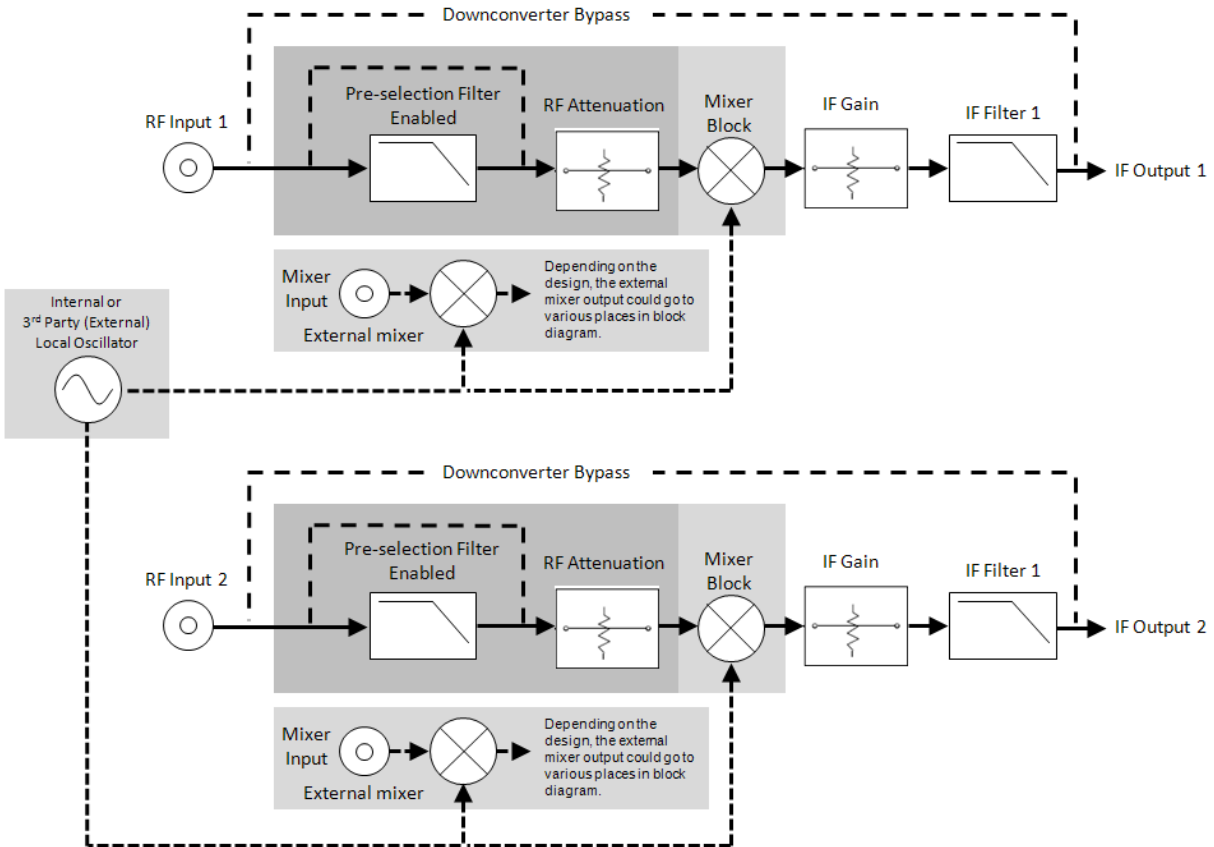 Downconverter Bypass
Pre-selection Filter
Enabled
RF Attenuation
Mixer
Block
IF Gain
IF Filter 1
RF Input 1
IF Output 1
Mixer
Input
External mixer
Depending on the
design, the external
mixer output could go to
various places in block
diagram.
Internal or
3rd Party (External)
Local Oscillator
Downconverter Bypass
Pre-selection Filter
Enabled
RF Attenuation
Mixer
Block
IF Gain
IF Filter 1
RF Input 2
IF Output 2
Mixer
Input
External mixer
Depending on the
design, the external
mixer output could go to
various places in block
diagram.